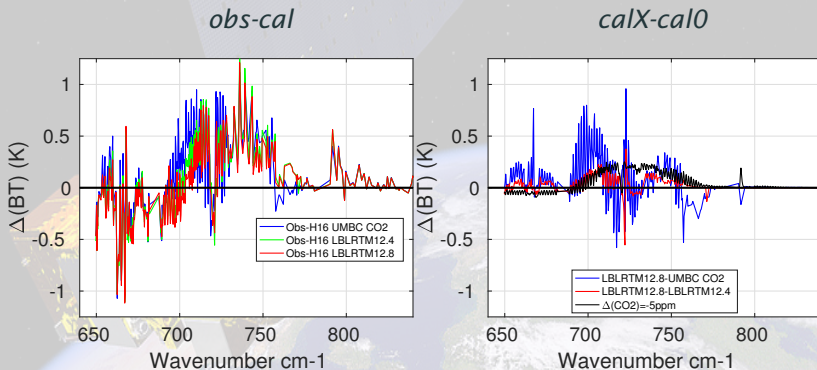 obs-cal
1
0.5
0
-0.5
-1
Δ(BT) (K)
Obs-H16 UMBC CO2
Obs-H16 LBLRTM12.4
Obs-H16 LBLRTM12.8
650 700 750 800
Wavenumber cm-1
calX-cal0
1
0.5
0
-0.5
-1
Δ(BT) (K)
LBLRTM12.8-UMBC CO2
LBLRTM12.8-LBLRTM12.4
Δ(CO2)=-5ppm
650 700 750 800
Wavenumber cm-1